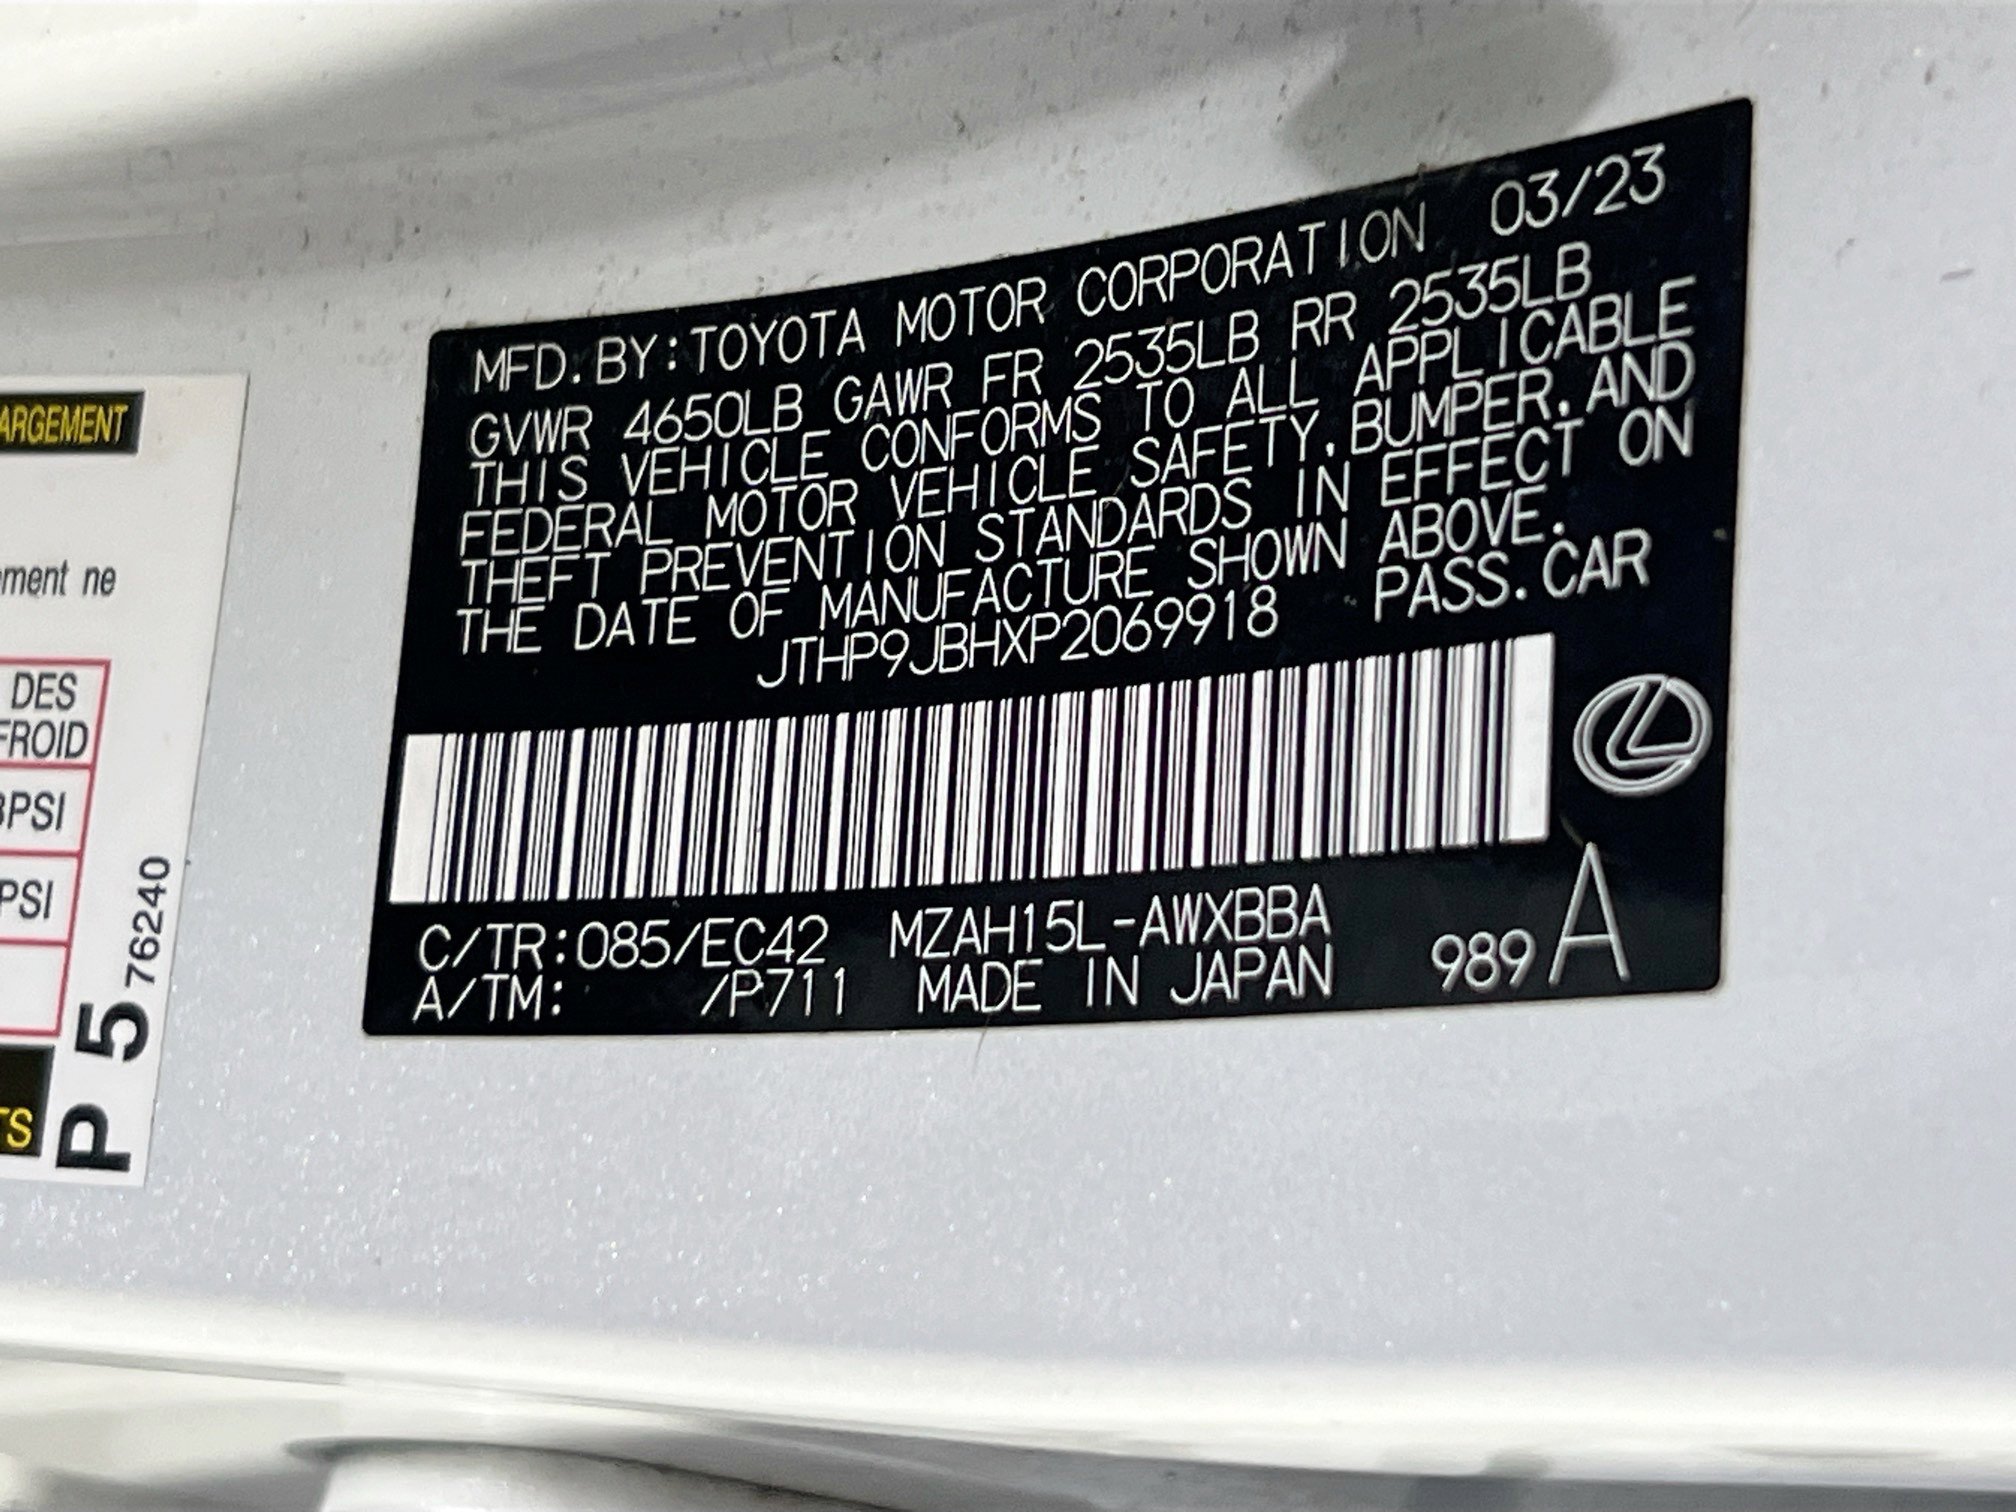 MFD.BY:TOYOTA MOTOR CORPORATION 03/23
GVWR 4650LB GAWR FR 2535LB RR 2535LB
THIS VEHICLE CONFORMS TO ALL APPLICABLE
FEDERAL MOTOR VEHICLE SAFETY.BUMPER.AND
THEFT PREVENTION STANDARDS IN EFFECT ON
THE DATE OF MANUFACTURE SHOWN ABOVE.
JTHP9JBHXP2069918 PASS.CAR
C/TR:085/EC42 MZAH15L-AWXBBA
A/TM: /P711 MADE IN JAPAN 989 A
ARGEMENT
ment ne
DES
FROID
PSI
PSI
TS
P 5 76240